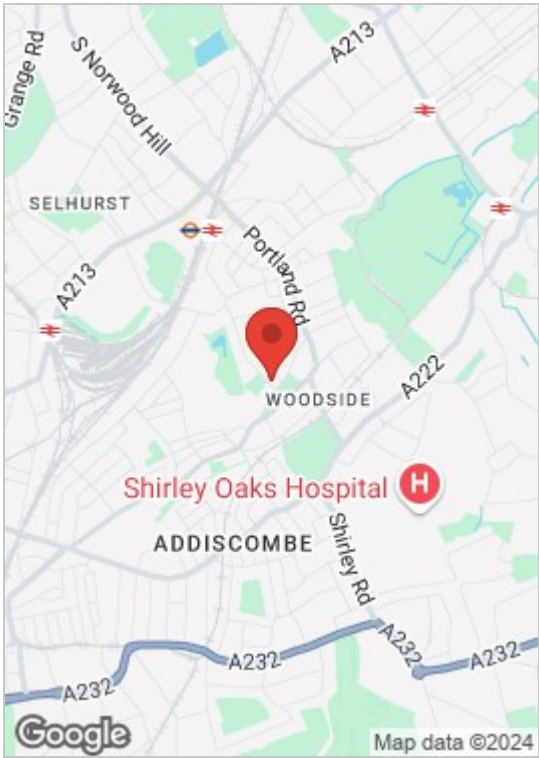 Grange Rd
S Norwood Hill
A213
SELHURST
Portland Rd
A213
WOODSIDE
A222
Shirley Oaks Hospital
H
ADDISCOMBE
Shirley Rd
A232
A232
A232
A232
Google
Map data ©2024